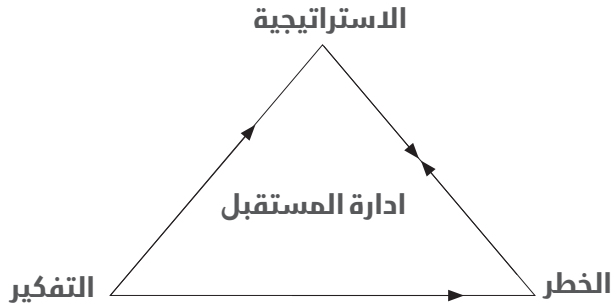 الاستراتيجية
ادارة المستقبل
الخطر
التفكير